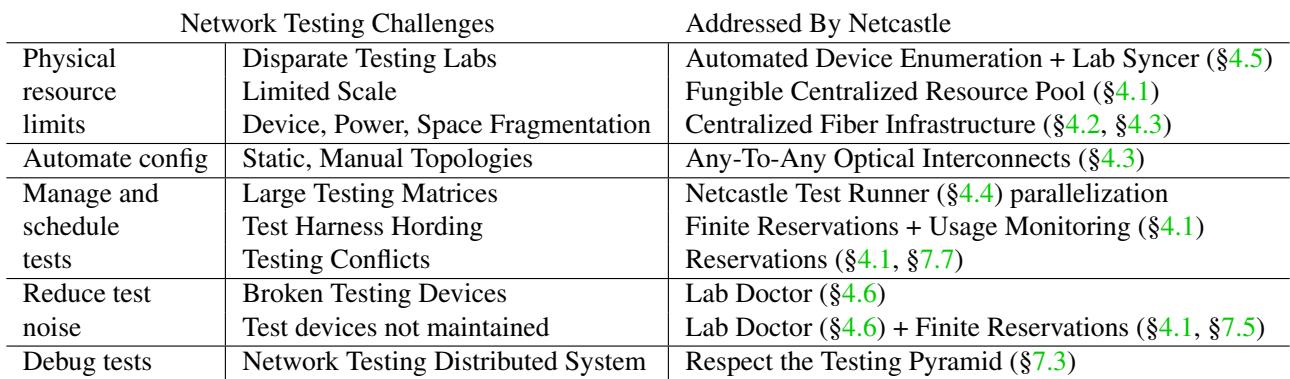 Network Testing Challenges Addressed By Netcastle
Physical Disparate Testing Labs Automated Device Enumeration + Lab Syncer (§4.5)
resource Limited Scale Fungible Centralized Resource Pool (§4.1)
limits Device, Power, Space Fragmentation Centralized Fiber Infrastructure (§4.2, §4.3)
Automate config Static, Manual Topologies Any-To-Any Optical Interconnects (§4.3)
Manage and Large Testing Matrices Netcastle Test Runner (§4.4) parallelization
schedule Test Harness Hording Finite Reservations + Usage Monitoring (§4.1)
tests Testing Conflicts Reservations (§4.1, §7.7)
Reduce test Broken Testing Devices Lab Doctor (§4.6)
noise Test devices not maintained Lab Doctor (§4.6) + Finite Reservations (§4.1, §7.5)
Debug tests Network Testing Distributed System Respect the Testing Pyramid (§7.3)